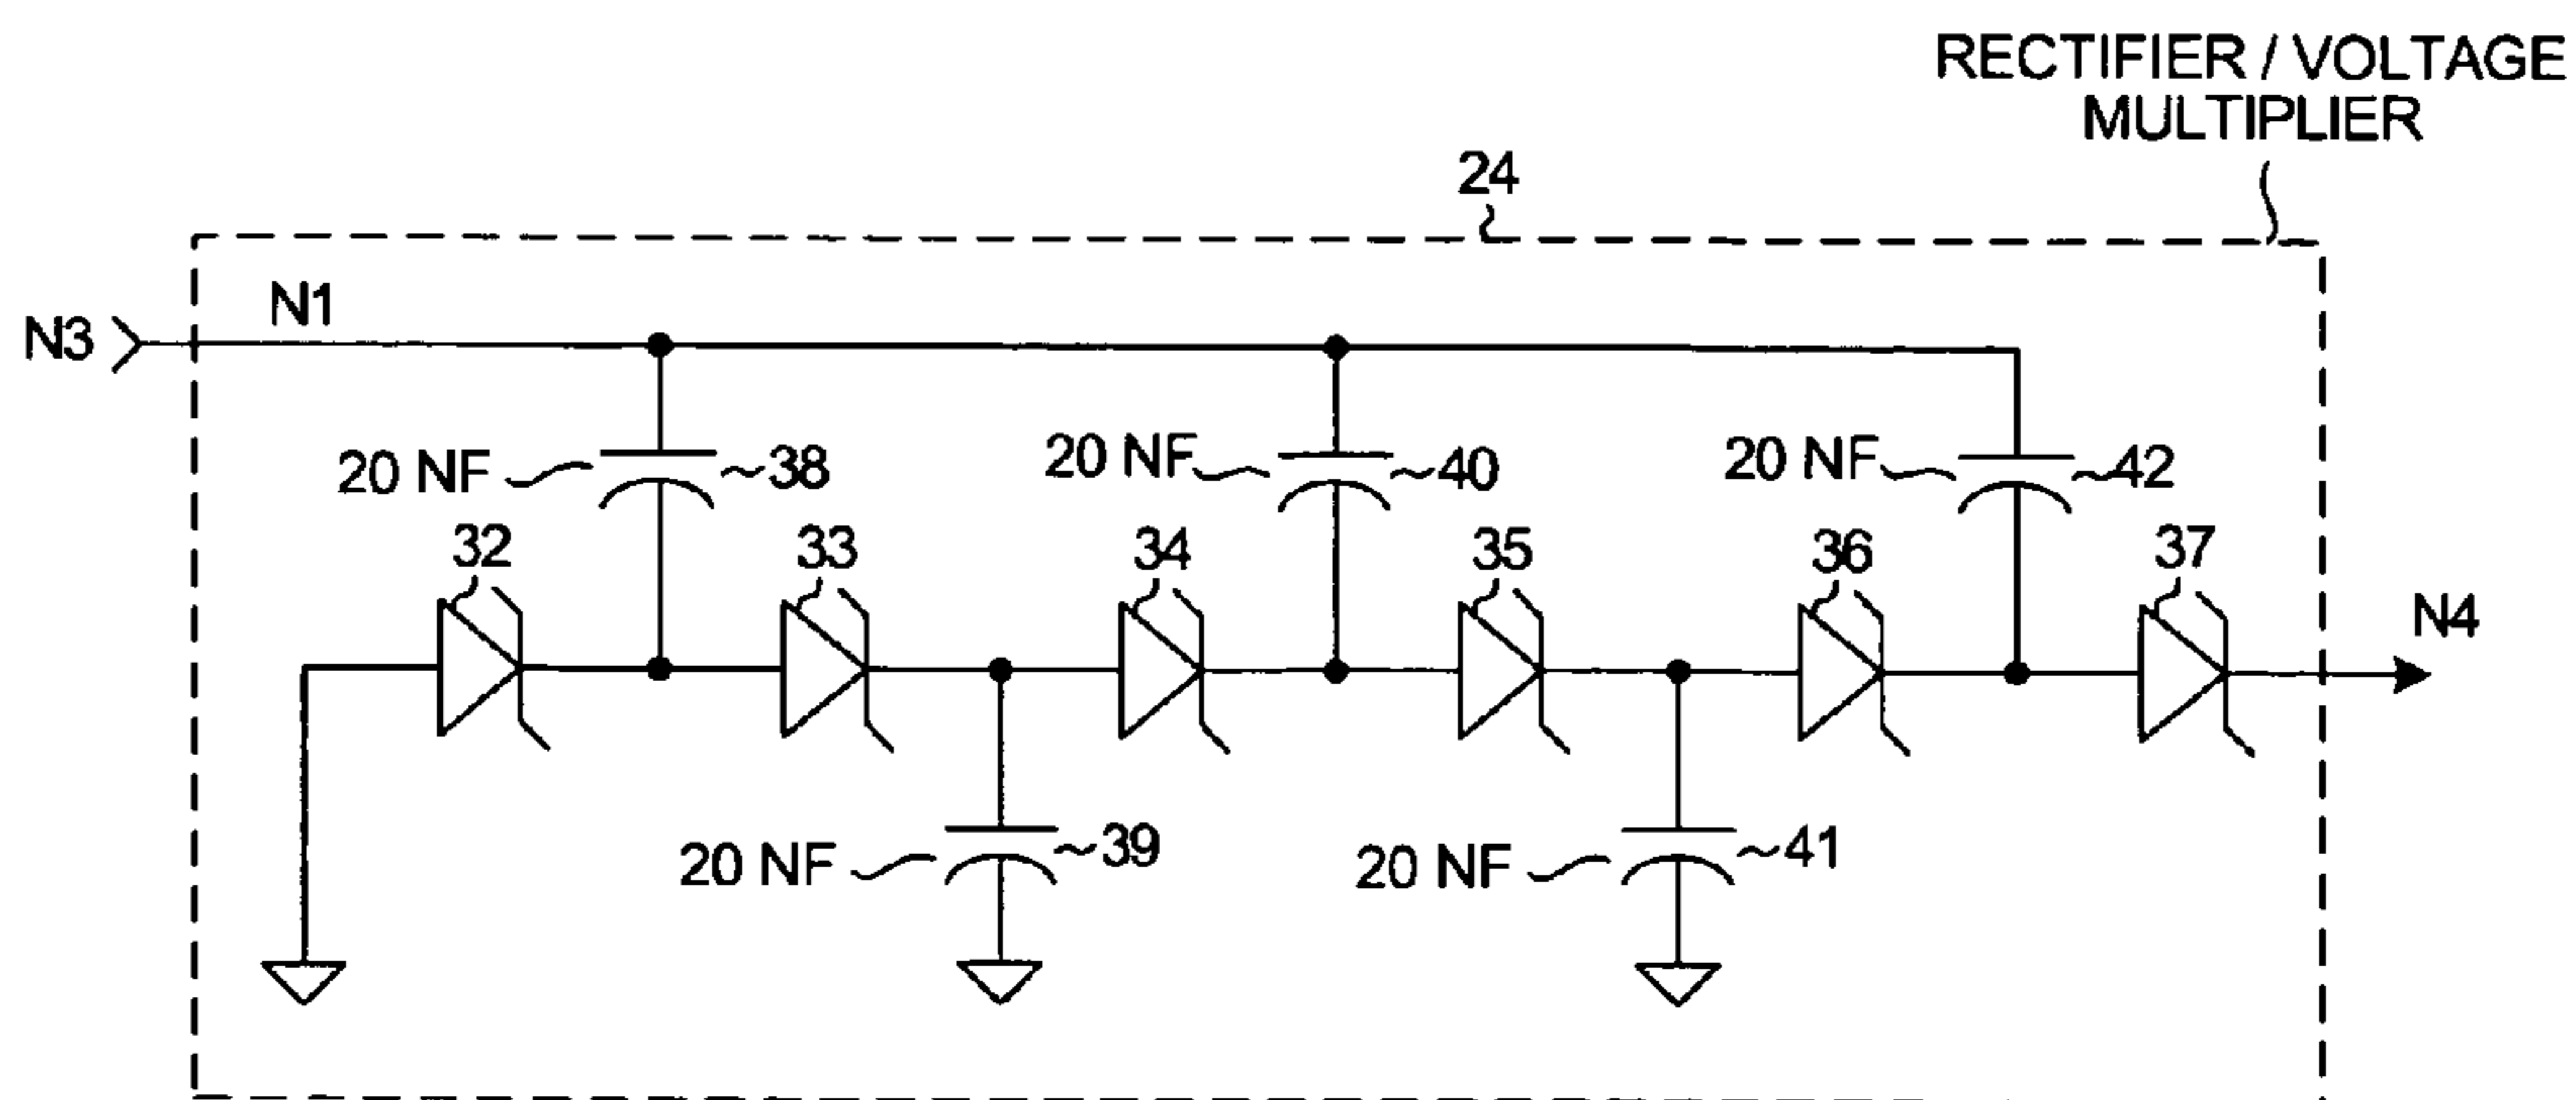 RECTIFIER / VOLTAGE
MULTIPLIER
24
N3
N1
20 NF
38
20 NF
40
20 NF
42
32
33
34
35
36
37
N4
20 NF
39
20 NF
41